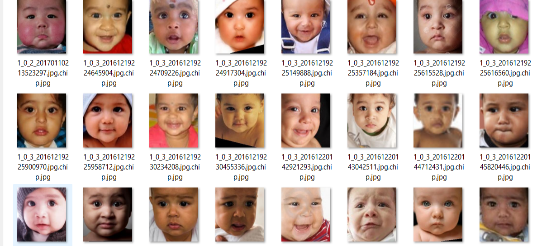 1_0_2_201701102
13523297.jpg.chi
p.jpg
1_0_3_201612192
24645904.jpg.chip
.jpg
1_0_3_201612192
24709226.jpg.chi
p.jpg
1_0_3_201612192
24917304.jpg.chi
p.jpg
1_0_3_201612192
25149888.jpg.chi
p.jpg
1_0_3_201612192
25357184.jpg.chi
p.jpg
1_0_3_201612192
25615528.jpg.chi
p.jpg
1_0_3_201612192
25616560.jpg.chi
p.jpg
1_0_3_201612192
25900970.jpg.chi
p.jpg
1_0_3_201612192
25958712.jpg.chi
p.jpg
1_0_3_201612192
30234208.jpg.chi
p.jpg
1_0_3_201612192
30455336.jpg.chi
p.jpg
1_0_3_201612201
42921293.jpg.chi
p.jpg
1_0_3_201612201
43042511.jpg.chi
p.jpg
1_0_3_201612201
44712431.jpg.chi
p.jpg
1_0_3_201612201
45820446.jpg.chi
p.jpg